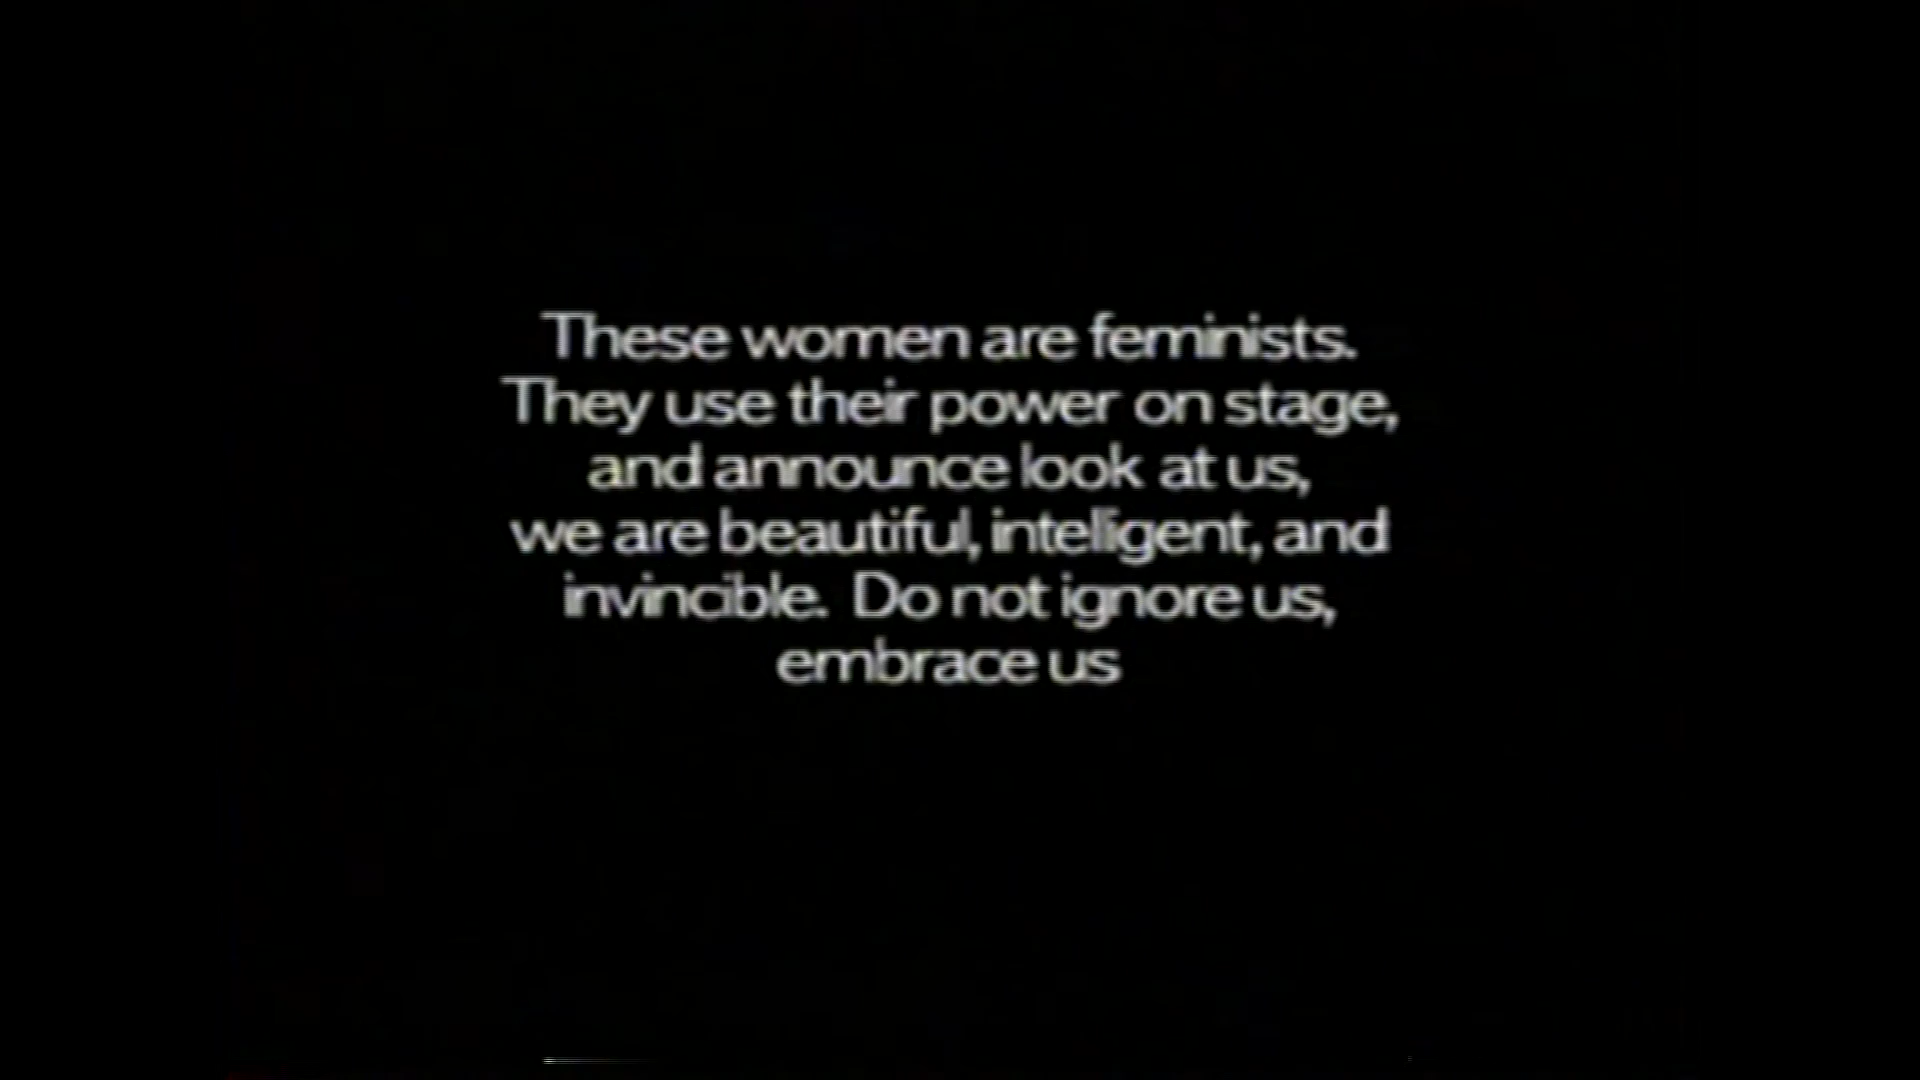 These women are feminists.
They use their power on stage,
and announce look at us,
we are beautiful, intelligent, and
invincible. Do not ignore us,
embrace us